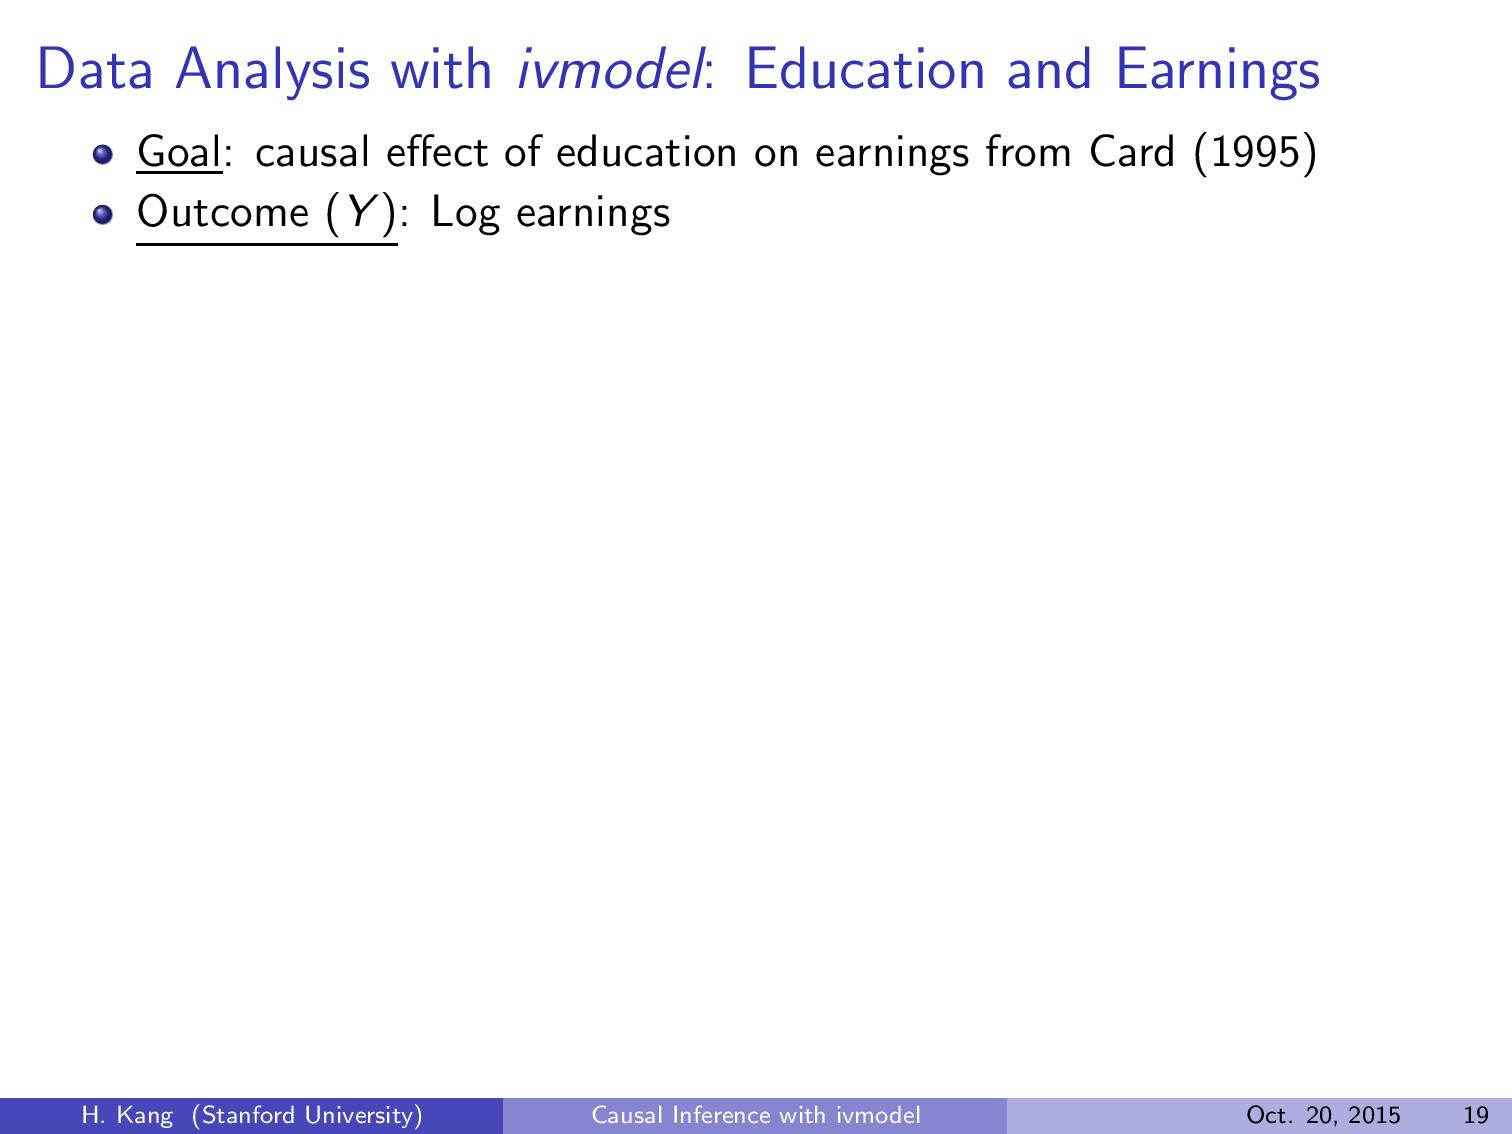 Data Analysis with ivmodel: Education and Earnings
Goal: causal effect of education on earnings from Card (1995)
Outcome (Y): Log earnings
H. Kang (Stanford University) Causal Inference with ivmodel Oct. 20, 2015 19